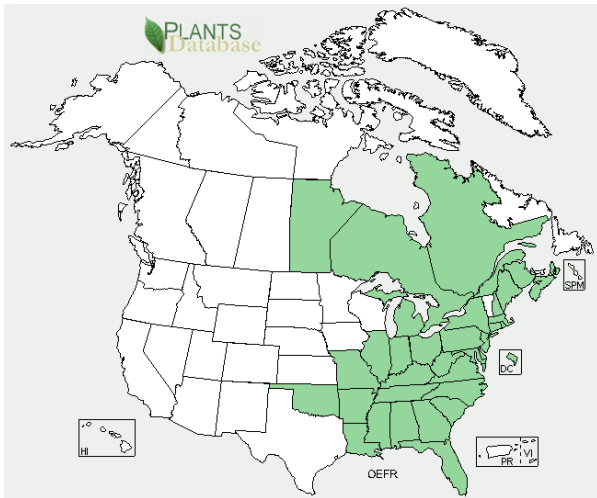 PLANTS
Database
SPM
DC
HI
PR
VI
OEFR